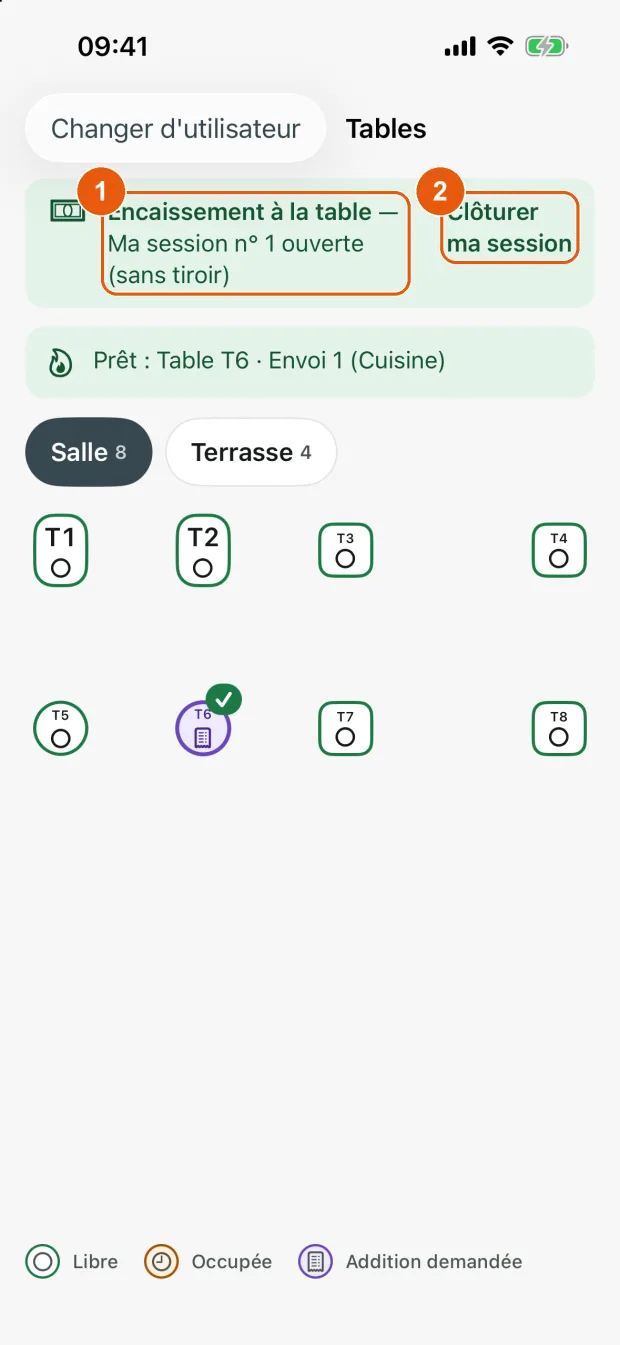 09:41
Changer d'utilisateur
Tables
1
2
Encaissement à la table —
Ma session n° 1 ouverte
(sans tiroir)
Clôturer
ma session
Prêt : Table T6 · Envoi 1 (Cuisine)
Salle 8
Terrasse 4
T1
T2
T3
T4
T5
T6
T7
T8
Libre
Occupée
Addition demandée